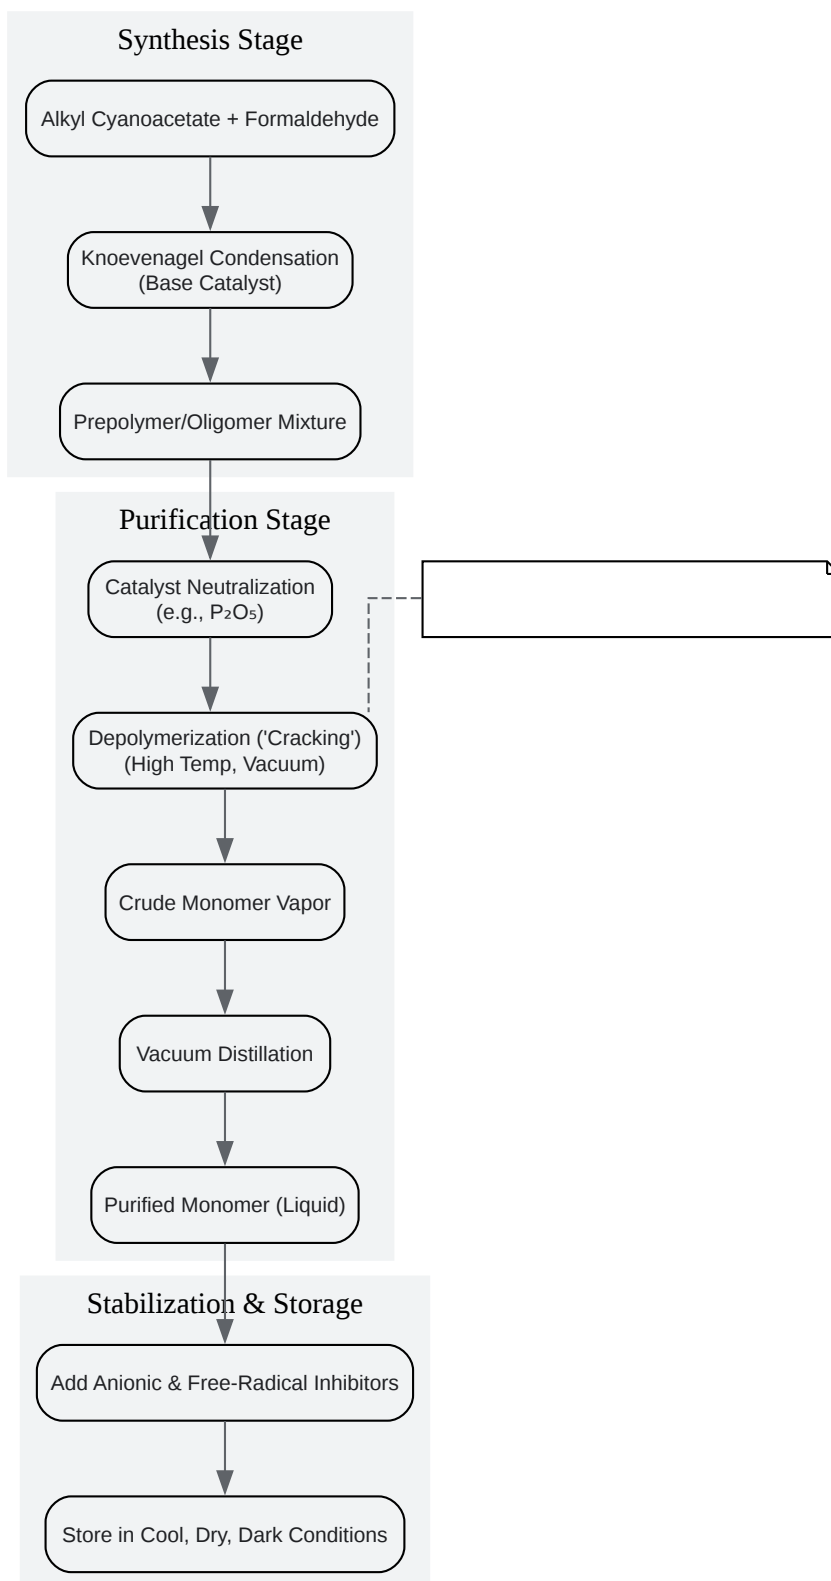 Synthesis Stage
Alkyl Cyanoacetate + Formaldehyde
Knoevenagel Condensation
(Base Catalyst)
Prepolymer/Oligomer Mixture
Purification Stage
Catalyst Neutralization
(e.g., P₂O₅)
Depolymerization ('Cracking')
(High Temp, Vacuum)
Crude Monomer Vapor
Vacuum Distillation
Purified Monomer (Liquid)
Stabilization & Storage
Add Anionic & Free-Radical Inhibitors
Store in Cool, Dry, Dark Conditions